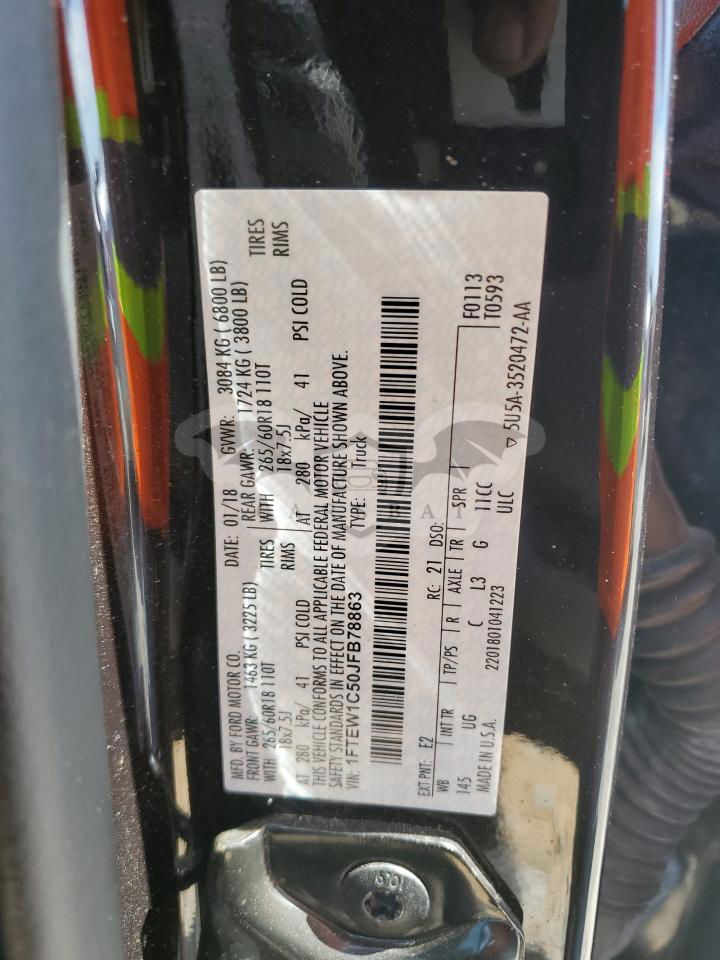 MFD. BY FORD MOTOR CO. DATE: 01/18 GVWR: 3084 KG ( 6800 LB)
FRONT GAWR: 1463 KG ( 3225 LB) REAR GAWR: 1724 KG ( 3800 LB)
WITH 265/60R18 110T TIRES WITH 265/60R18 110T TIRES
18x7.5J RIMS 18x7.5J RIMS
AT 280 kPa/ 41 PSI COLD AT 280 kPa/ 41 PSI COLD
THIS VEHICLE CONFORMS TO ALL APPLICABLE FEDERAL MOTOR VEHICLE
SAFETY STANDARDS IN EFFECT ON THE DATE OF MANUFACTURE SHOWN ABOVE.
VIN: 1FTEW1C50JFB78863 TYPE: Truck
EXT PNT: E2 RC: 21 DSO: F0113
WB INT TR TP/PS R AXLE TR SPR T0593
145 UG C L3 G 11CC
MADE IN U.S.A. 2201801041223 ULC
5U5A-3520472-AA